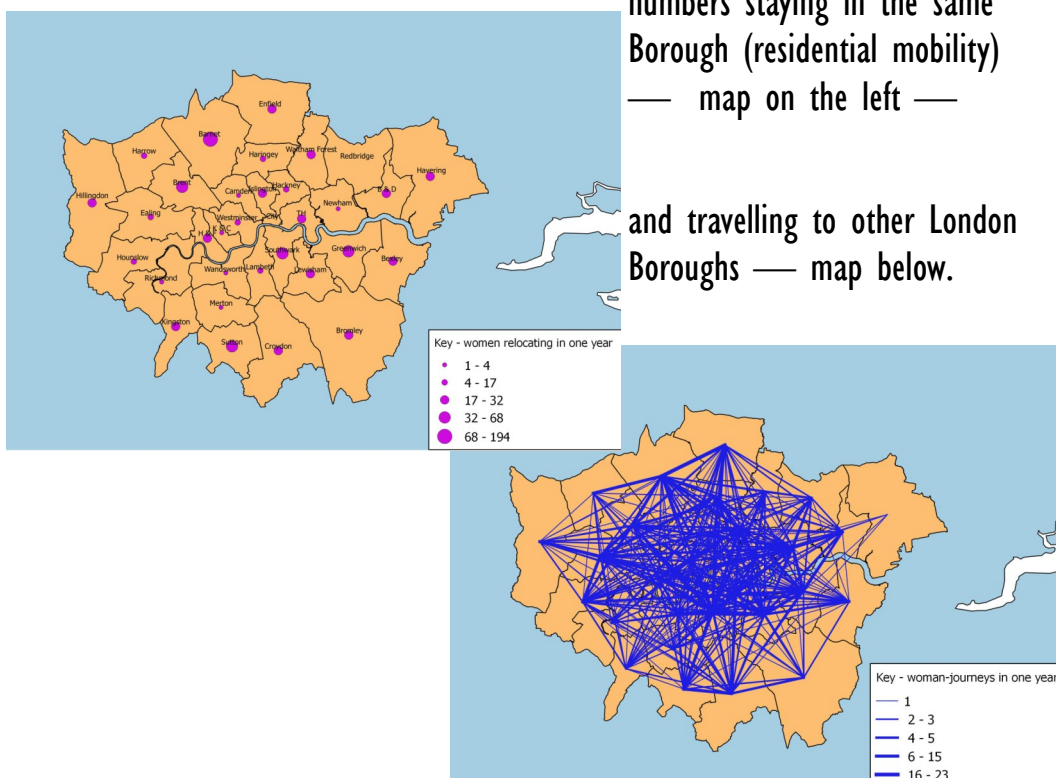 numbers staying in the same
Borough (residential mobility)
— map on the left —
and travelling to other London
Boroughs — map below.
Enfield
Barnet
Harrow
Haringey
Waltham Forest
Redbridge
Havering
Brent
Camden
Islington
Hackney
B & D
Hillingdon
Newham
Ealing
Westminster
City
TH
K & C
H & F
Hounslow
Southwark
Greenwich
Bexley
Richmond
Wandsworth
Lambeth
Lewisham
Merton
Kingston
Sutton
Croydon
Bromley
Key - women relocating in one year
1 - 4
4 - 17
17 - 32
32 - 68
68 - 194
Key - woman-journeys in one year
1
2 - 3
4 - 5
6 - 15
16 - 23